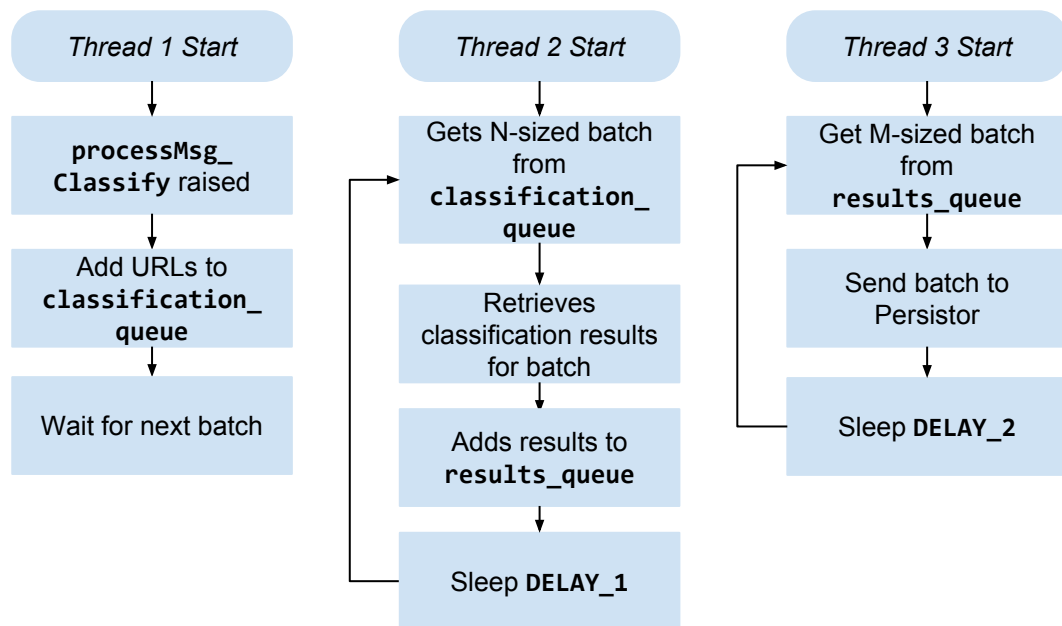 Thread 1 Start
processMsg_
Classify raised
Add URLs to
classification_
queue
Wait for next batch
Thread 2 Start
Gets N-sized batch
from
classification_
queue
Retrieves
classification results
for batch
Adds results to
results_queue
Sleep DELAY_1
Thread 3 Start
Get M-sized batch
from
results_queue
Send batch to
Persistor
Sleep DELAY_2